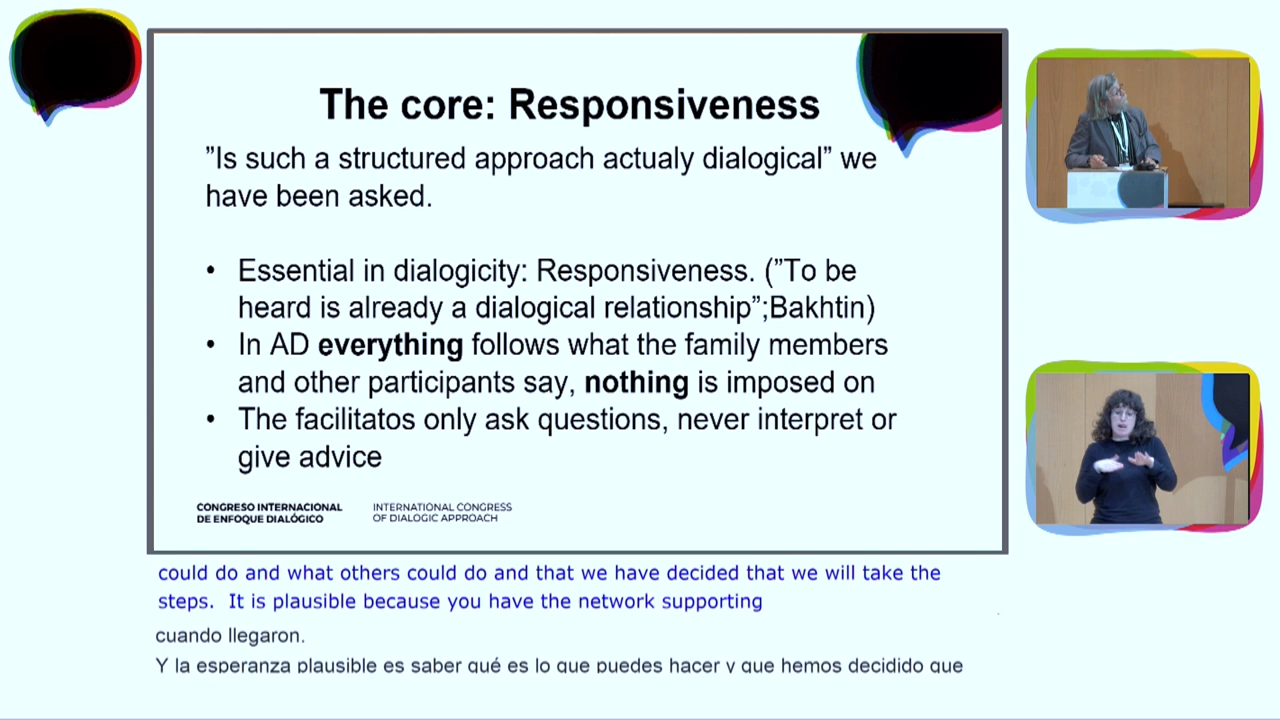 The core: Responsiveness
”Is such a structured approach actualy dialogical” we
have been asked.
• Essential in dialogicity: Responsiveness. (”To be
heard is already a dialogical relationship”;Bakhtin)
• In AD everything follows what the family members
and other participants say, nothing is imposed on
• The facilitatos only ask questions, never interpret or
give advice
CONGRESO INTERNACIONAL
DE ENFOQUE DIALÓGICO
INTERNATIONAL CONGRESS
OF DIALOGIC APPROACH
could do and what others could do and that we have decided that we will take the
steps.  It is plausible because you have the network supporting
cuando llegaron.
Y la esperanza plausible es saber qué es lo que puedes hacer y que hemos decidido que